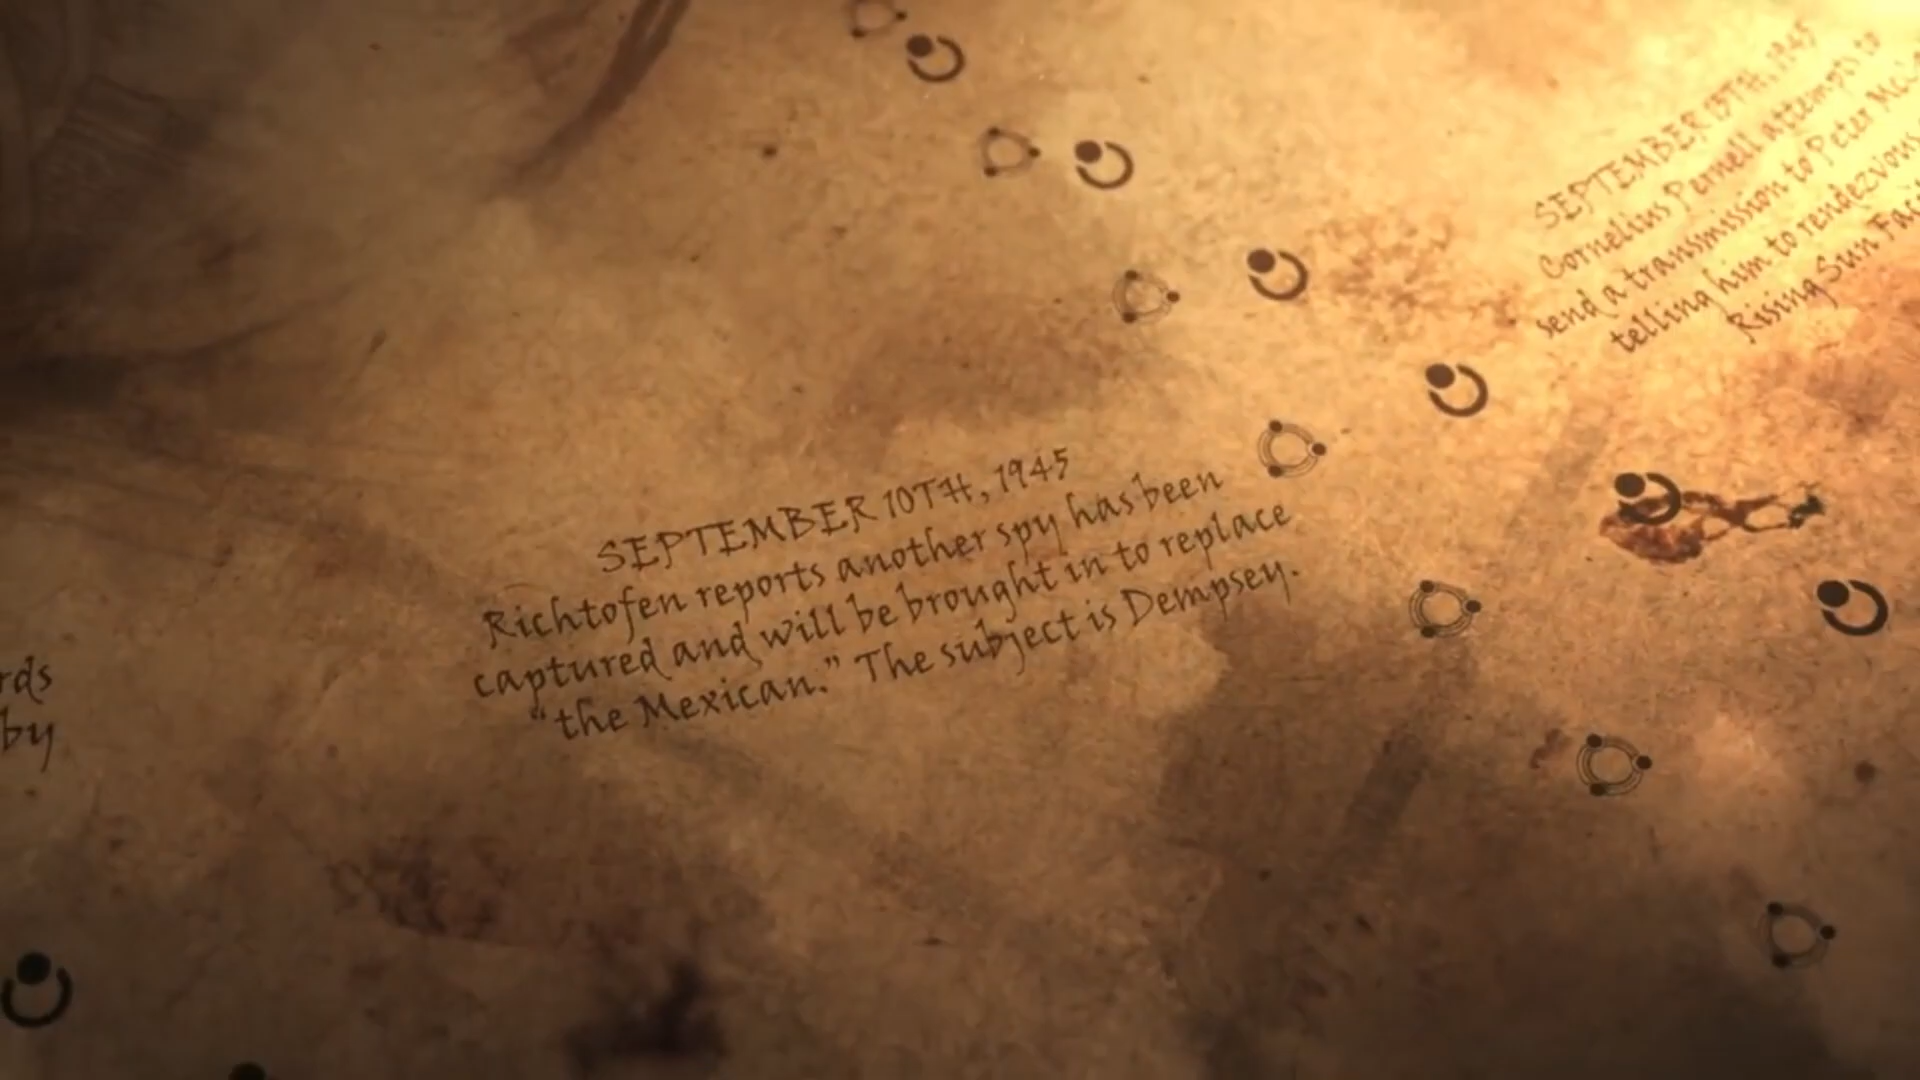 SEPTEMBER 10TH, 1945
Richtofen reports another spy has been
captured and will be brought in to replace
"the Mexican." The subject is Dempsey.
SEPTEMBER 13TH, 1945
Cornelius Pernell attempts to
send a transmission to Peter
telling him to rendezvous
Rising Sun
rds
by